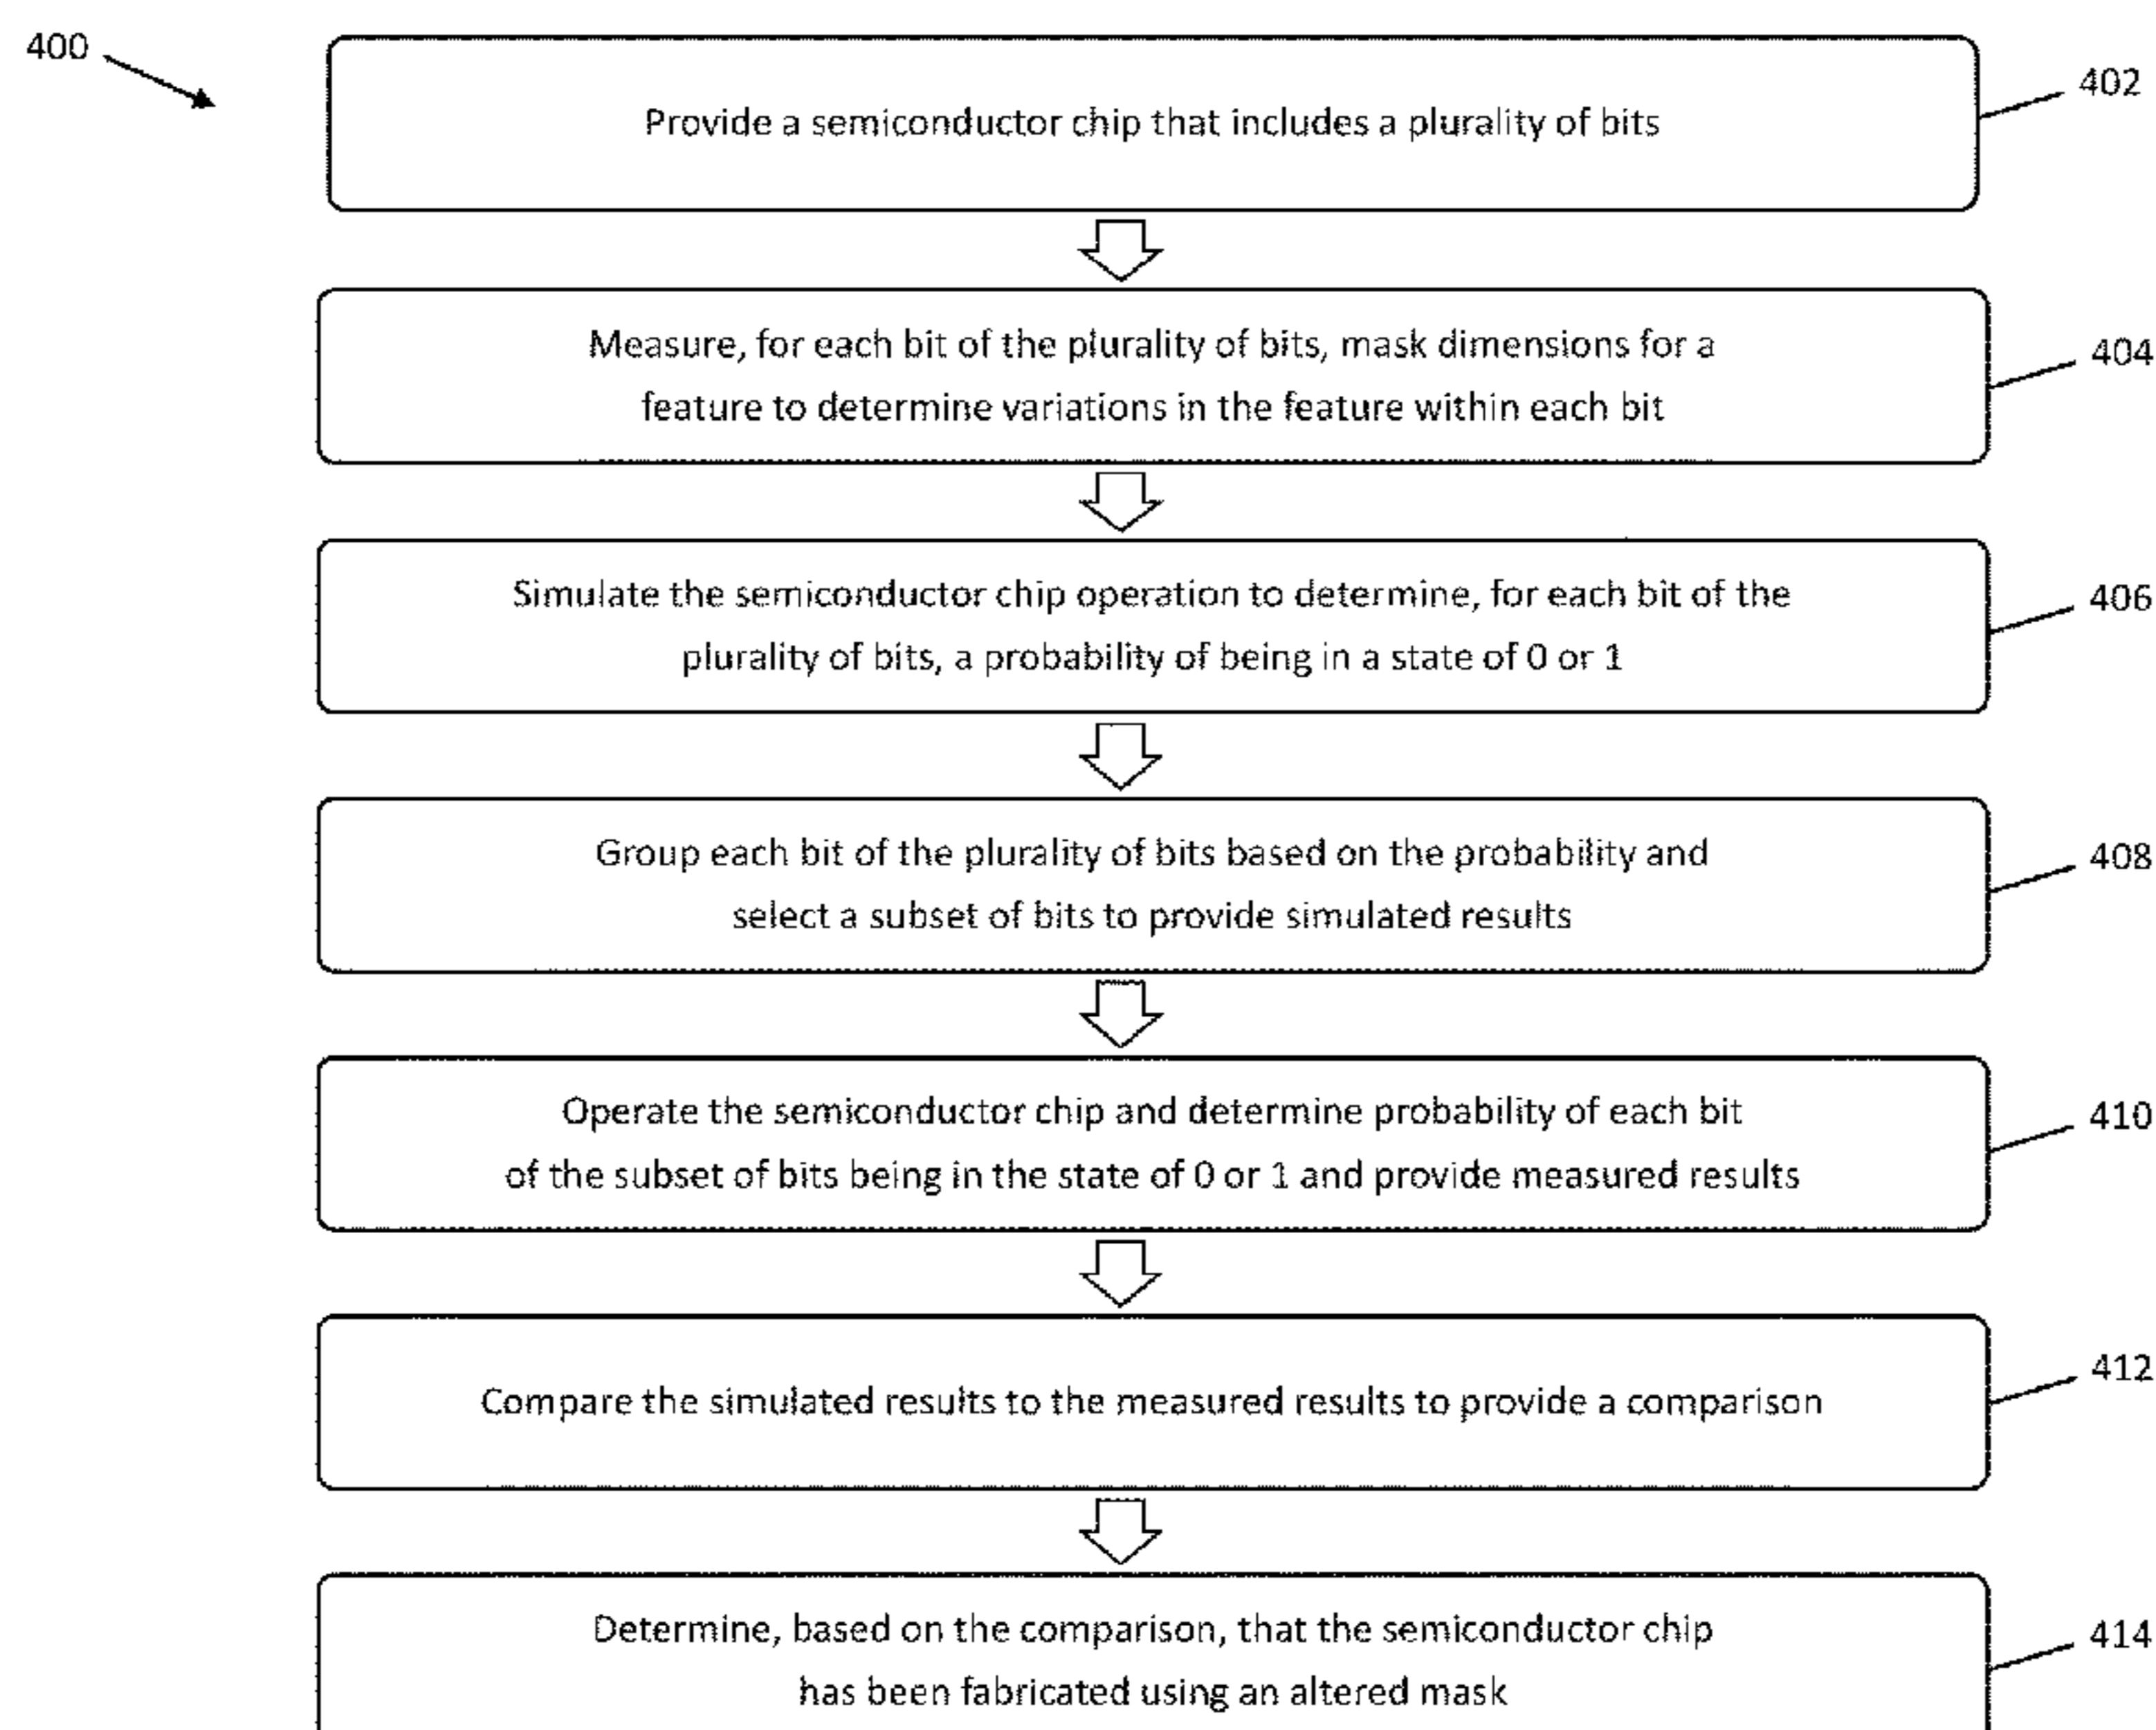 400
Provide a semiconductor chip that includes a plurality of bits
402
Measure, for each bit of the plurality of bits, mask dimensions for a
feature to determine variations in the feature within each bit
404
Simulate the semiconductor chip operation to determine, for each bit of the
plurality of bits, a probability of being in a state of 0 or 1
406
Group each bit of the plurality of bits based on the probability and
select a subset of bits to provide simulated results
408
Operate the semiconductor chip and determine probability of each bit
of the subset of bits being in the state of 0 or 1 and provide measured results
410
Compare the simulated results to the measured results to provide a comparison
412
Determine, based on the comparison, that the semiconductor chip
has been fabricated using an altered mask
414